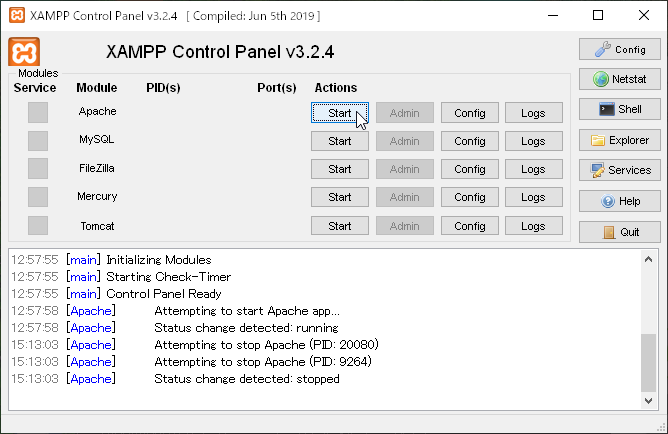 XAMPP Control Panel v3.2.4 [ Compiled: Jun 5th 2019 ]
XAMPP Control Panel v3.2.4
Config
Modules
Service Module PID(s) Port(s) Actions
Netstat
Apache Start Admin Config Logs
Shell
MySQL Start Admin Config Logs
Explorer
FileZilla Start Admin Config Logs
Services
Mercury Start Admin Config Logs
Help
Tomcat Start Admin Config Logs
Quit
12:57:55 [main] Initializing Modules
12:57:55 [main] Starting Check-Timer
12:57:55 [main] Control Panel Ready
12:57:58 [Apache] Attempting to start Apache app...
12:57:58 [Apache] Status change detected: running
15:13:03 [Apache] Attempting to stop Apache (PID: 20080)
15:13:03 [Apache] Attempting to stop Apache (PID: 9264)
15:13:03 [Apache] Status change detected: stopped